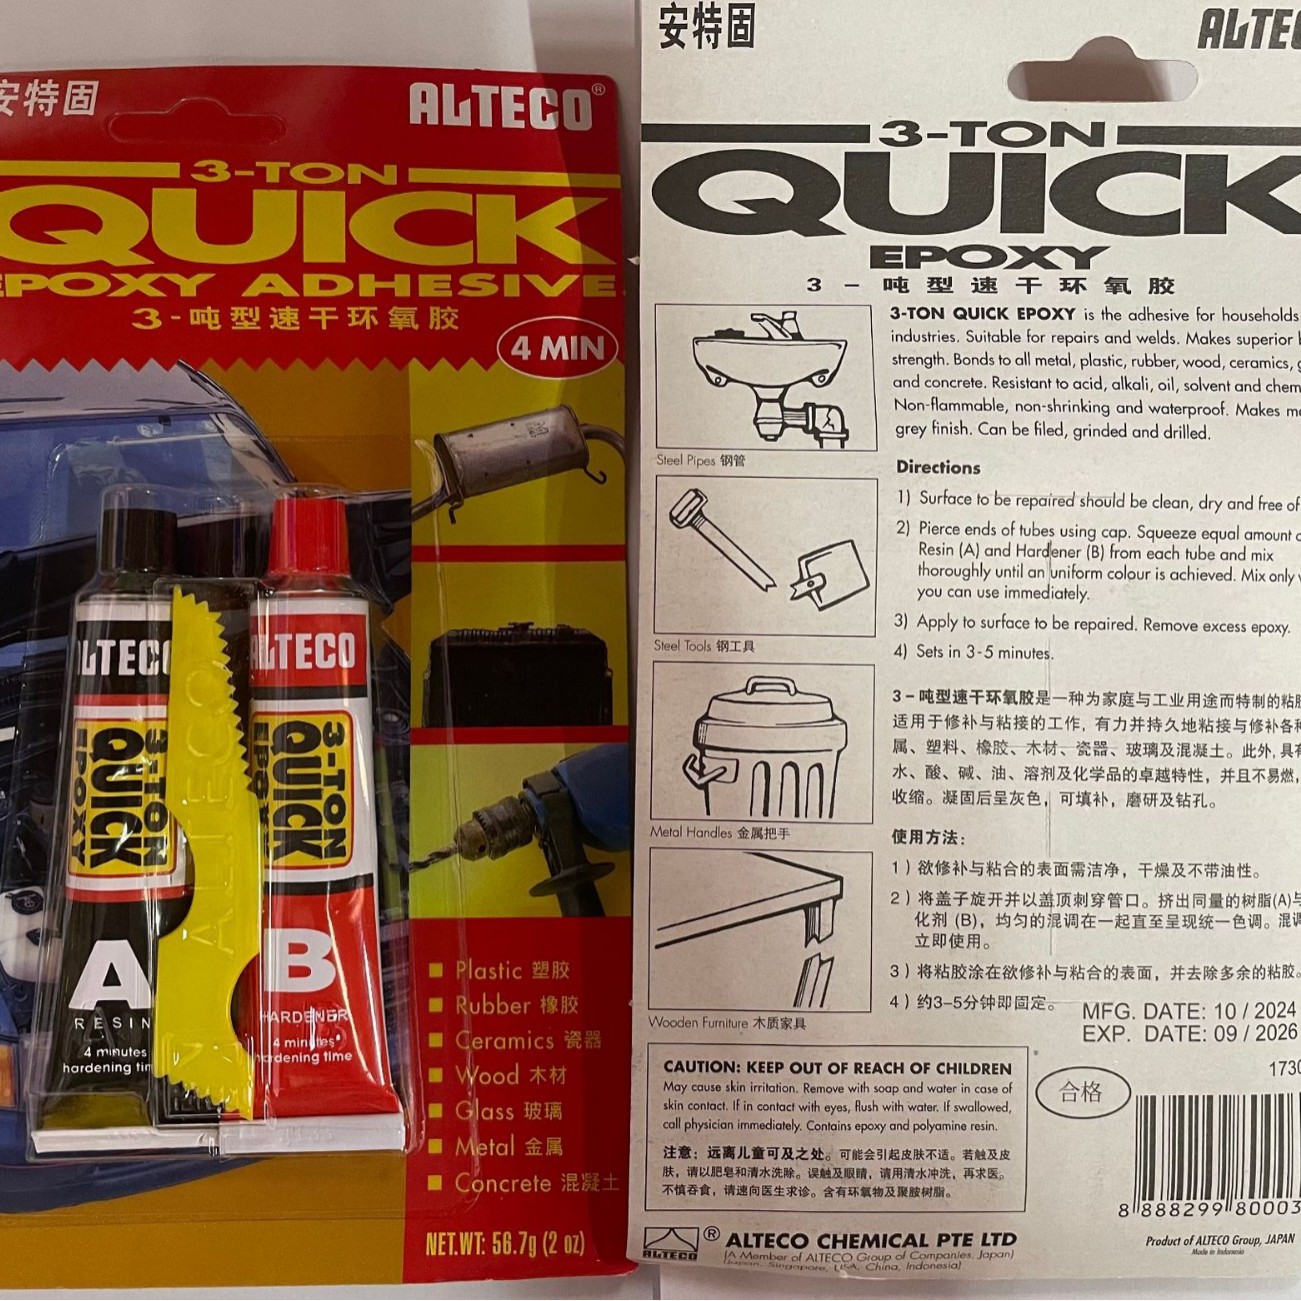 安特固
ALTECO®
3-TON
QUICK
EPOXY ADHESIVE
3-吨型速干环氧胶
4 MIN
ALTECO
3-TON
QUICK
EPOXY
A
RESIN
4 minutes
hardening time
ALTECO
ALTECO
3-TON
QUICK
EPOXY
B
HARDENER
4 minutes
hardening time
Plastic 塑胶
Rubber 橡胶
Ceramics 瓷器
Wood 木材
Glass 玻璃
Metal 金属
Concrete 混凝土
NET.WT: 56.7g (2 oz)
安特固
ALTECO
3-TON
QUICK
EPOXY
3 - 吨型速干环氧胶
Steel Pipes 钢管
Steel Tools 钢工具
Metal Handles 金属把手
Wooden Furniture 木质家具
3-TON QUICK EPOXY is the adhesive for households
industries. Suitable for repairs and welds. Makes superior
strength. Bonds to all metal, plastic, rubber, wood, ceramics,
and concrete. Resistant to acid, alkali, oil, solvent and chem
Non-flammable, non-shrinking and waterproof. Makes
grey finish. Can be filed, grinded and drilled.
Directions
1) Surface to be repaired should be clean, dry and free of
2) Pierce ends of tubes using cap. Squeeze equal amount
Resin (A) and Hardener (B) from each tube and mix
thoroughly until an uniform colour is achieved. Mix only
you can use immediately.
3) Apply to surface to be repaired. Remove excess epoxy.
4) Sets in 3-5 minutes.
3-吨型速干环氧胶是一种为家庭与工业用途而特制的粘胶
适用于修补与粘接的工作, 有力并持久地粘接与修补各种
属、塑料、橡胶、木材、瓷器、玻璃及混凝土。此外, 具有
水、酸、碱、油、溶剂及化学品的卓越特性, 并且不易燃,
收缩。凝固后呈灰色, 可填补, 磨研及钻孔。
使用方法:
1) 欲修补与粘合的表面需洁净, 干燥及不带油性。
2) 将盖子旋开并以盖顶刺穿管口。挤出同量的树脂(A)与
化剂 (B), 均匀的混调在一起直至呈现统一色调。混调
立即使用。
3) 将粘胶涂在欲修补与粘合的表面, 并去除多余的粘胶。
4) 约3-5分钟即固定。
MFG. DATE: 10 / 2024
EXP. DATE: 09 / 2026
1730
合格
CAUTION: KEEP OUT OF REACH OF CHILDREN
May cause skin irritation. Remove with soap and water in case of
skin contact. If in contact with eyes, flush with water. If swallowed,
call physician immediately. Contains epoxy and polyamine resin.
注意: 远离儿童可及之处。可能会引起皮肤不适。若触及皮
肤, 请以肥皂和清水洗除。误触及眼睛, 请用清水冲洗, 再求医。
不慎吞食, 请速向医生求诊。含有环氧物及聚胺树脂。
8 888299 80003
ALTECO
® ALTECO CHEMICAL PTE LTD
(A Member of ALTECO Group of Companies, Japan)
(Japan, Singapore, USA, China, Indonesia)
Product of ALTECO Group, JAPAN
Made in Indonesia